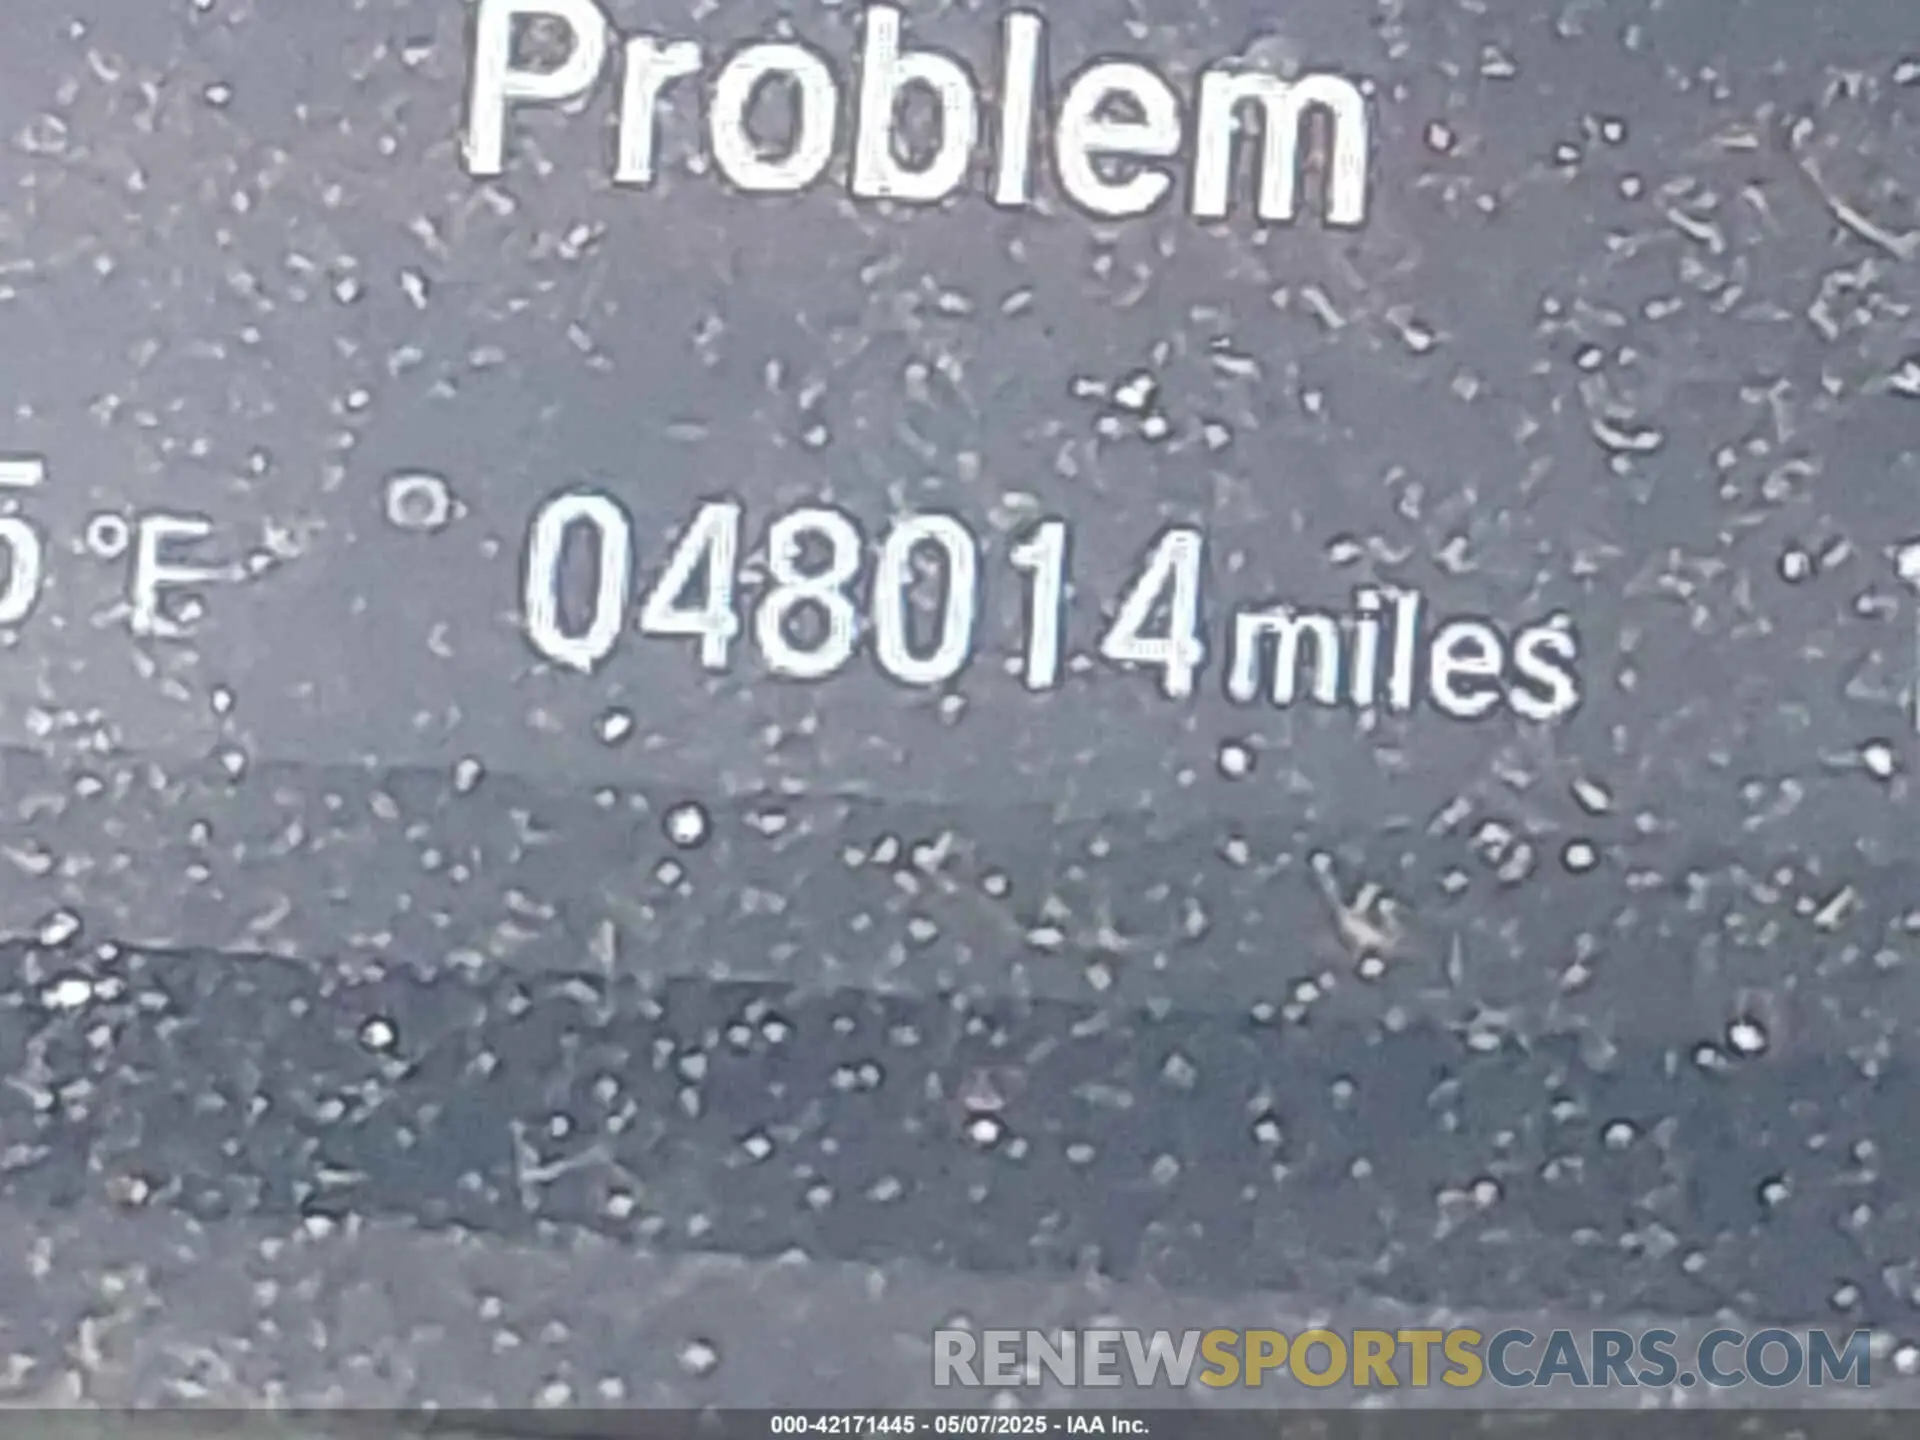 Problem
°F 048014 miles
RENEWSPORTSCARS.COM
000-42171445 - 05/07/2025 - IAA Inc.